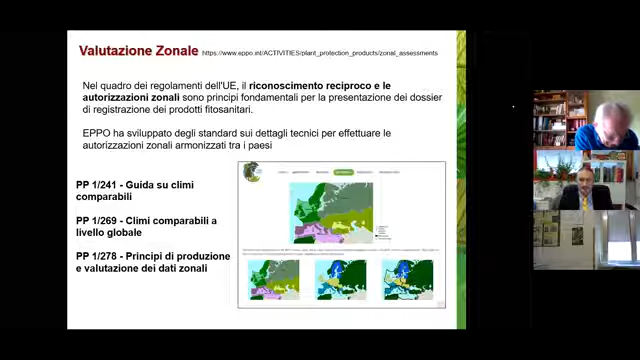 Valutazione Zonale https://www.eppo.int/ACTIVITIES/plant_protection_products/zonal_assessments
Nel quadro dei regolamenti dell'UE, il riconoscimento reciproco e le
autorizzazioni zonali sono principi fondamentali per la presentazione dei dossier
di registrazione dei prodotti fitosanitari.
EPPO ha sviluppato degli standard sui dettagli tecnici per effettuare le
autorizzazioni zonali armonizzati tra i paesi
PP 1/241 - Guida su climi
comparabili
PP 1/269 - Climi comparabili a
livello globale
PP 1/278 - Principi di produzione
e valutazione dei dati zonali